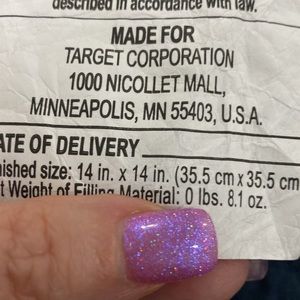 described in accordance with law.
MADE FOR
TARGET CORPORATION
1000 NICOLLET MALL,
MINNEAPOLIS, MN 55403, U.S.A.
ATE OF DELIVERY
ished size: 14 in. x 14 in. (35.5 cm x 35.5 cm
t Weight of Filling Material: 0 lbs. 8.1 oz.